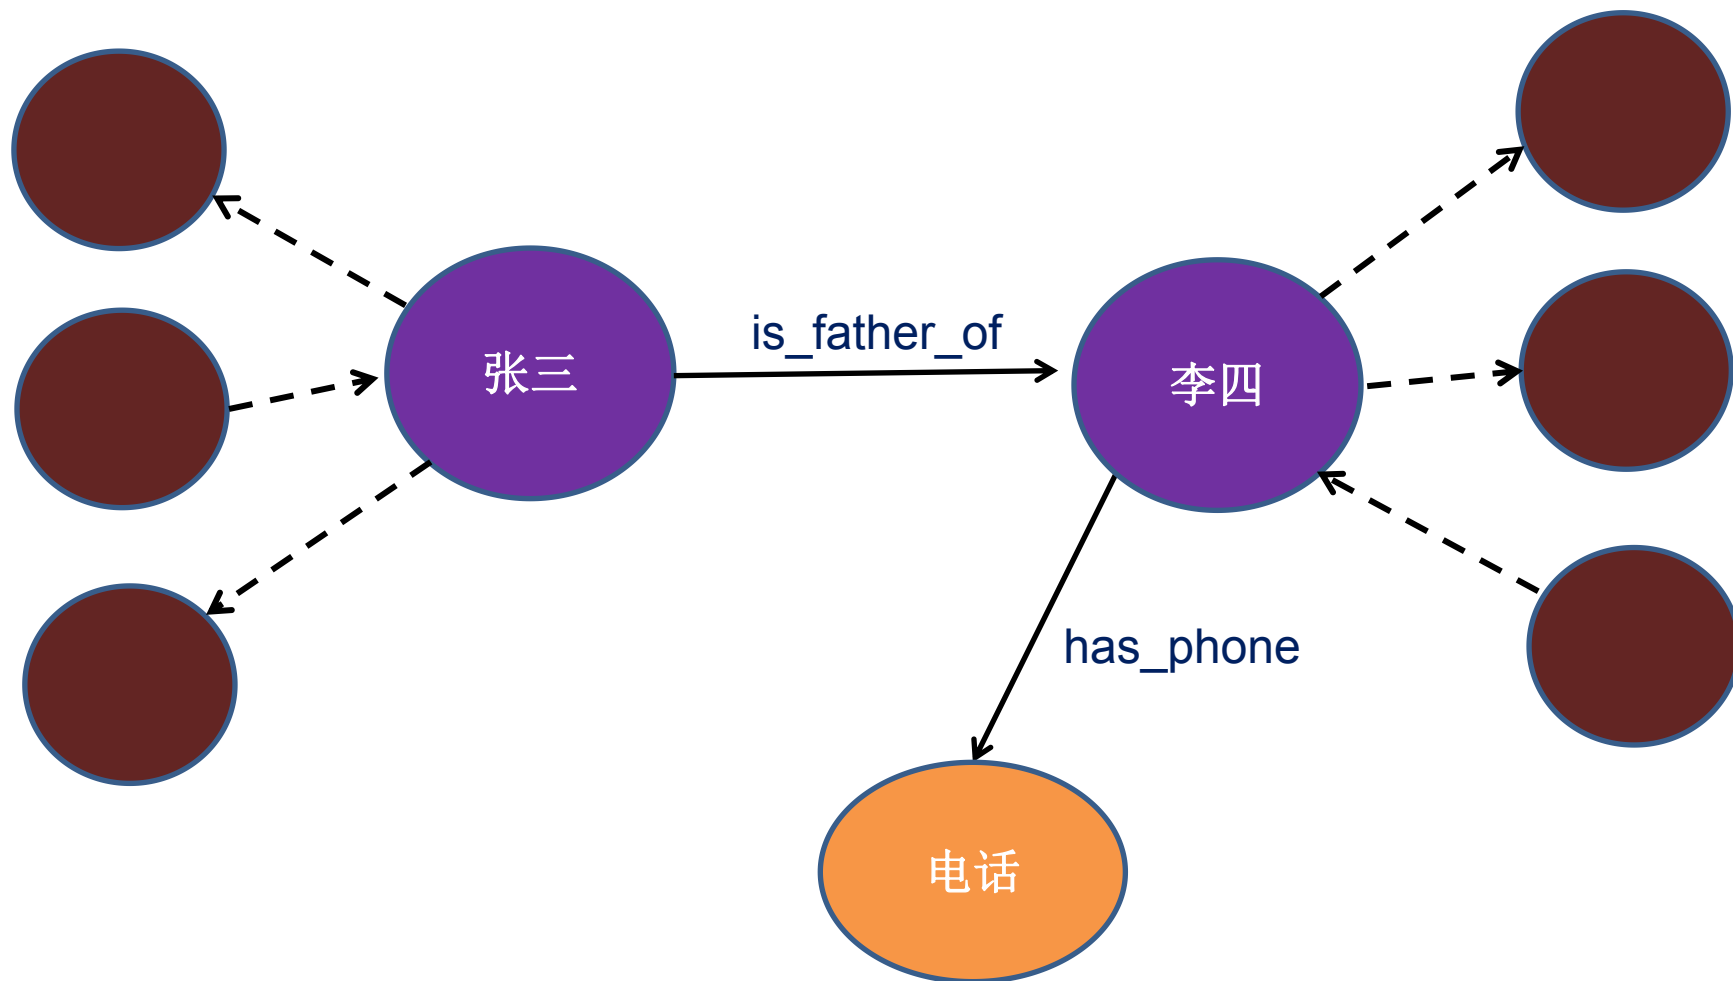 is_father_of
张三
李四
has_phone
电话